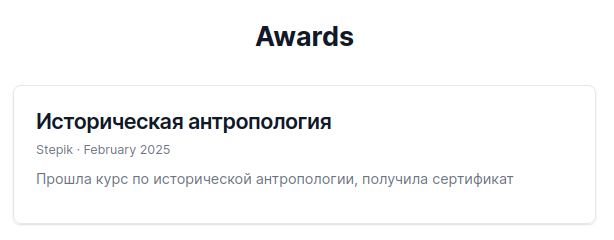 Awards
Историческая антропология
Stepik · February 2025
Прошла курс по исторической антропологии, получила сертификат